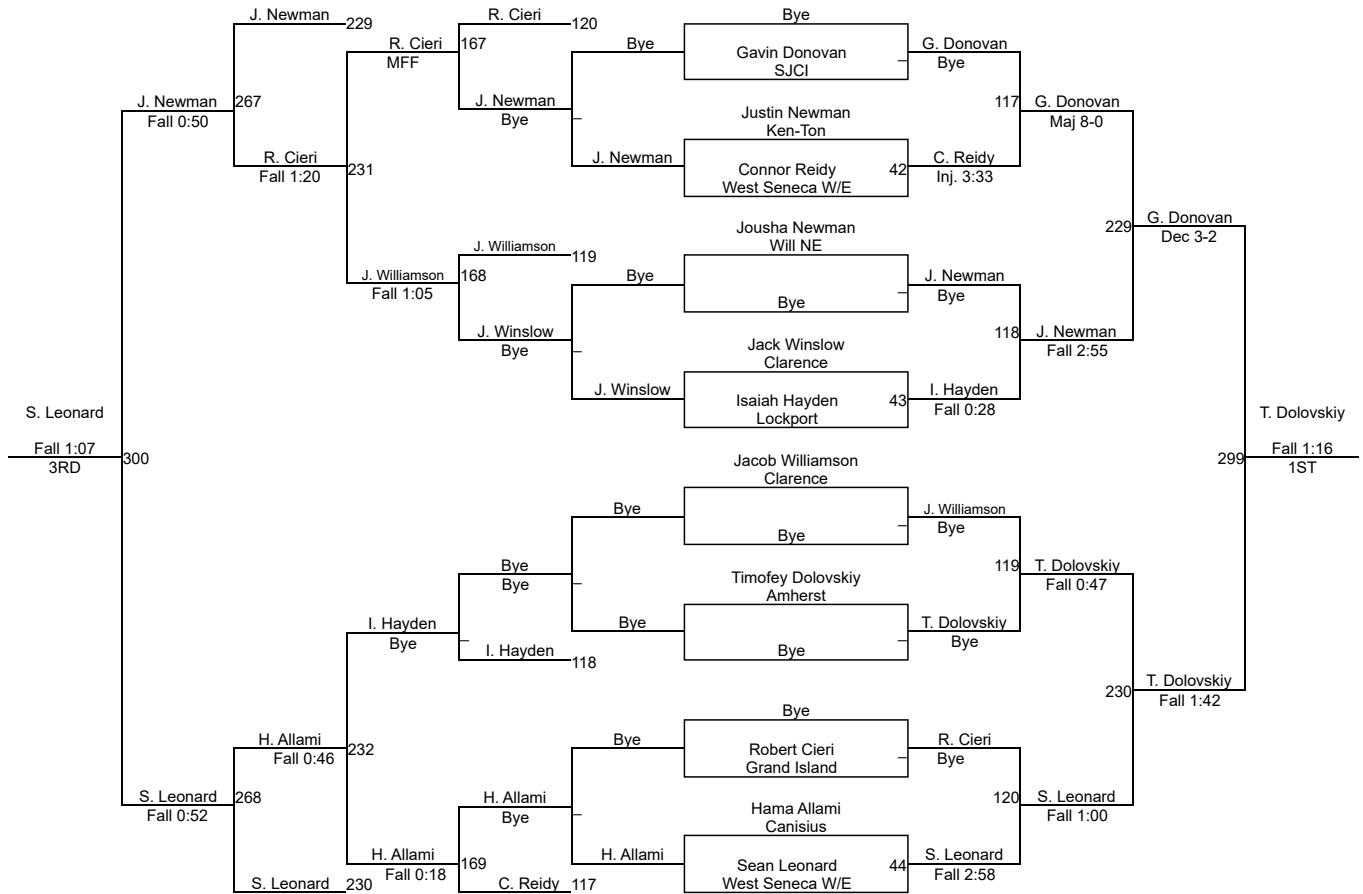 J. Newman
229
R. Cieri
120
Bye
R. Cieri
167
MFF
Bye
Gavin Donovan
SJCI
G. Donovan
Bye
J. Newman
267
Fall 0:50
J. Newman
Bye
Justin Newman
Ken-Ton
117
G. Donovan
Maj 8-0
R. Cieri
231
Fall 1:20
J. Newman
Connor Reidy
42
West Seneca W/E
C. Reidy
Inj. 3:33
Jousha Newman
Will NE
229
G. Donovan
Dec 3-2
J. Williamson
119
J. Williamson
168
Fall 1:05
Bye
Bye
J. Newman
Bye
J. Winslow
Bye
Jack Winslow
Clarence
118
J. Newman
Fall 2:55
J. Winslow
Isaiah Hayden
43
Lockport
I. Hayden
Fall 0:28
S. Leonard
T. Dolovskiy
Fall 1:07
300
3RD
Jacob Williamson
Clarence
299
Fall 1:16
1ST
Bye
Bye
J. Williamson
Bye
Bye
Bye
Timofey Dolovskiy
Amherst
119
T. Dolovskiy
Fall 0:47
I. Hayden
Bye
Bye
Bye
T. Dolovskiy
Bye
I. Hayden
118
230
T. Dolovskiy
Fall 1:42
Bye
H. Allami
232
Fall 0:46
Bye
Robert Cieri
Grand Island
R. Cieri
Bye
S. Leonard
268
Fall 0:52
H. Allami
Bye
Hama Allami
Canisius
120
S. Leonard
Fall 1:00
H. Allami
169
Fall 0:18
H. Allami
Sean Leonard
44
West Seneca W/E
S. Leonard
Fall 2:58
S. Leonard
230
C. Reidy
117